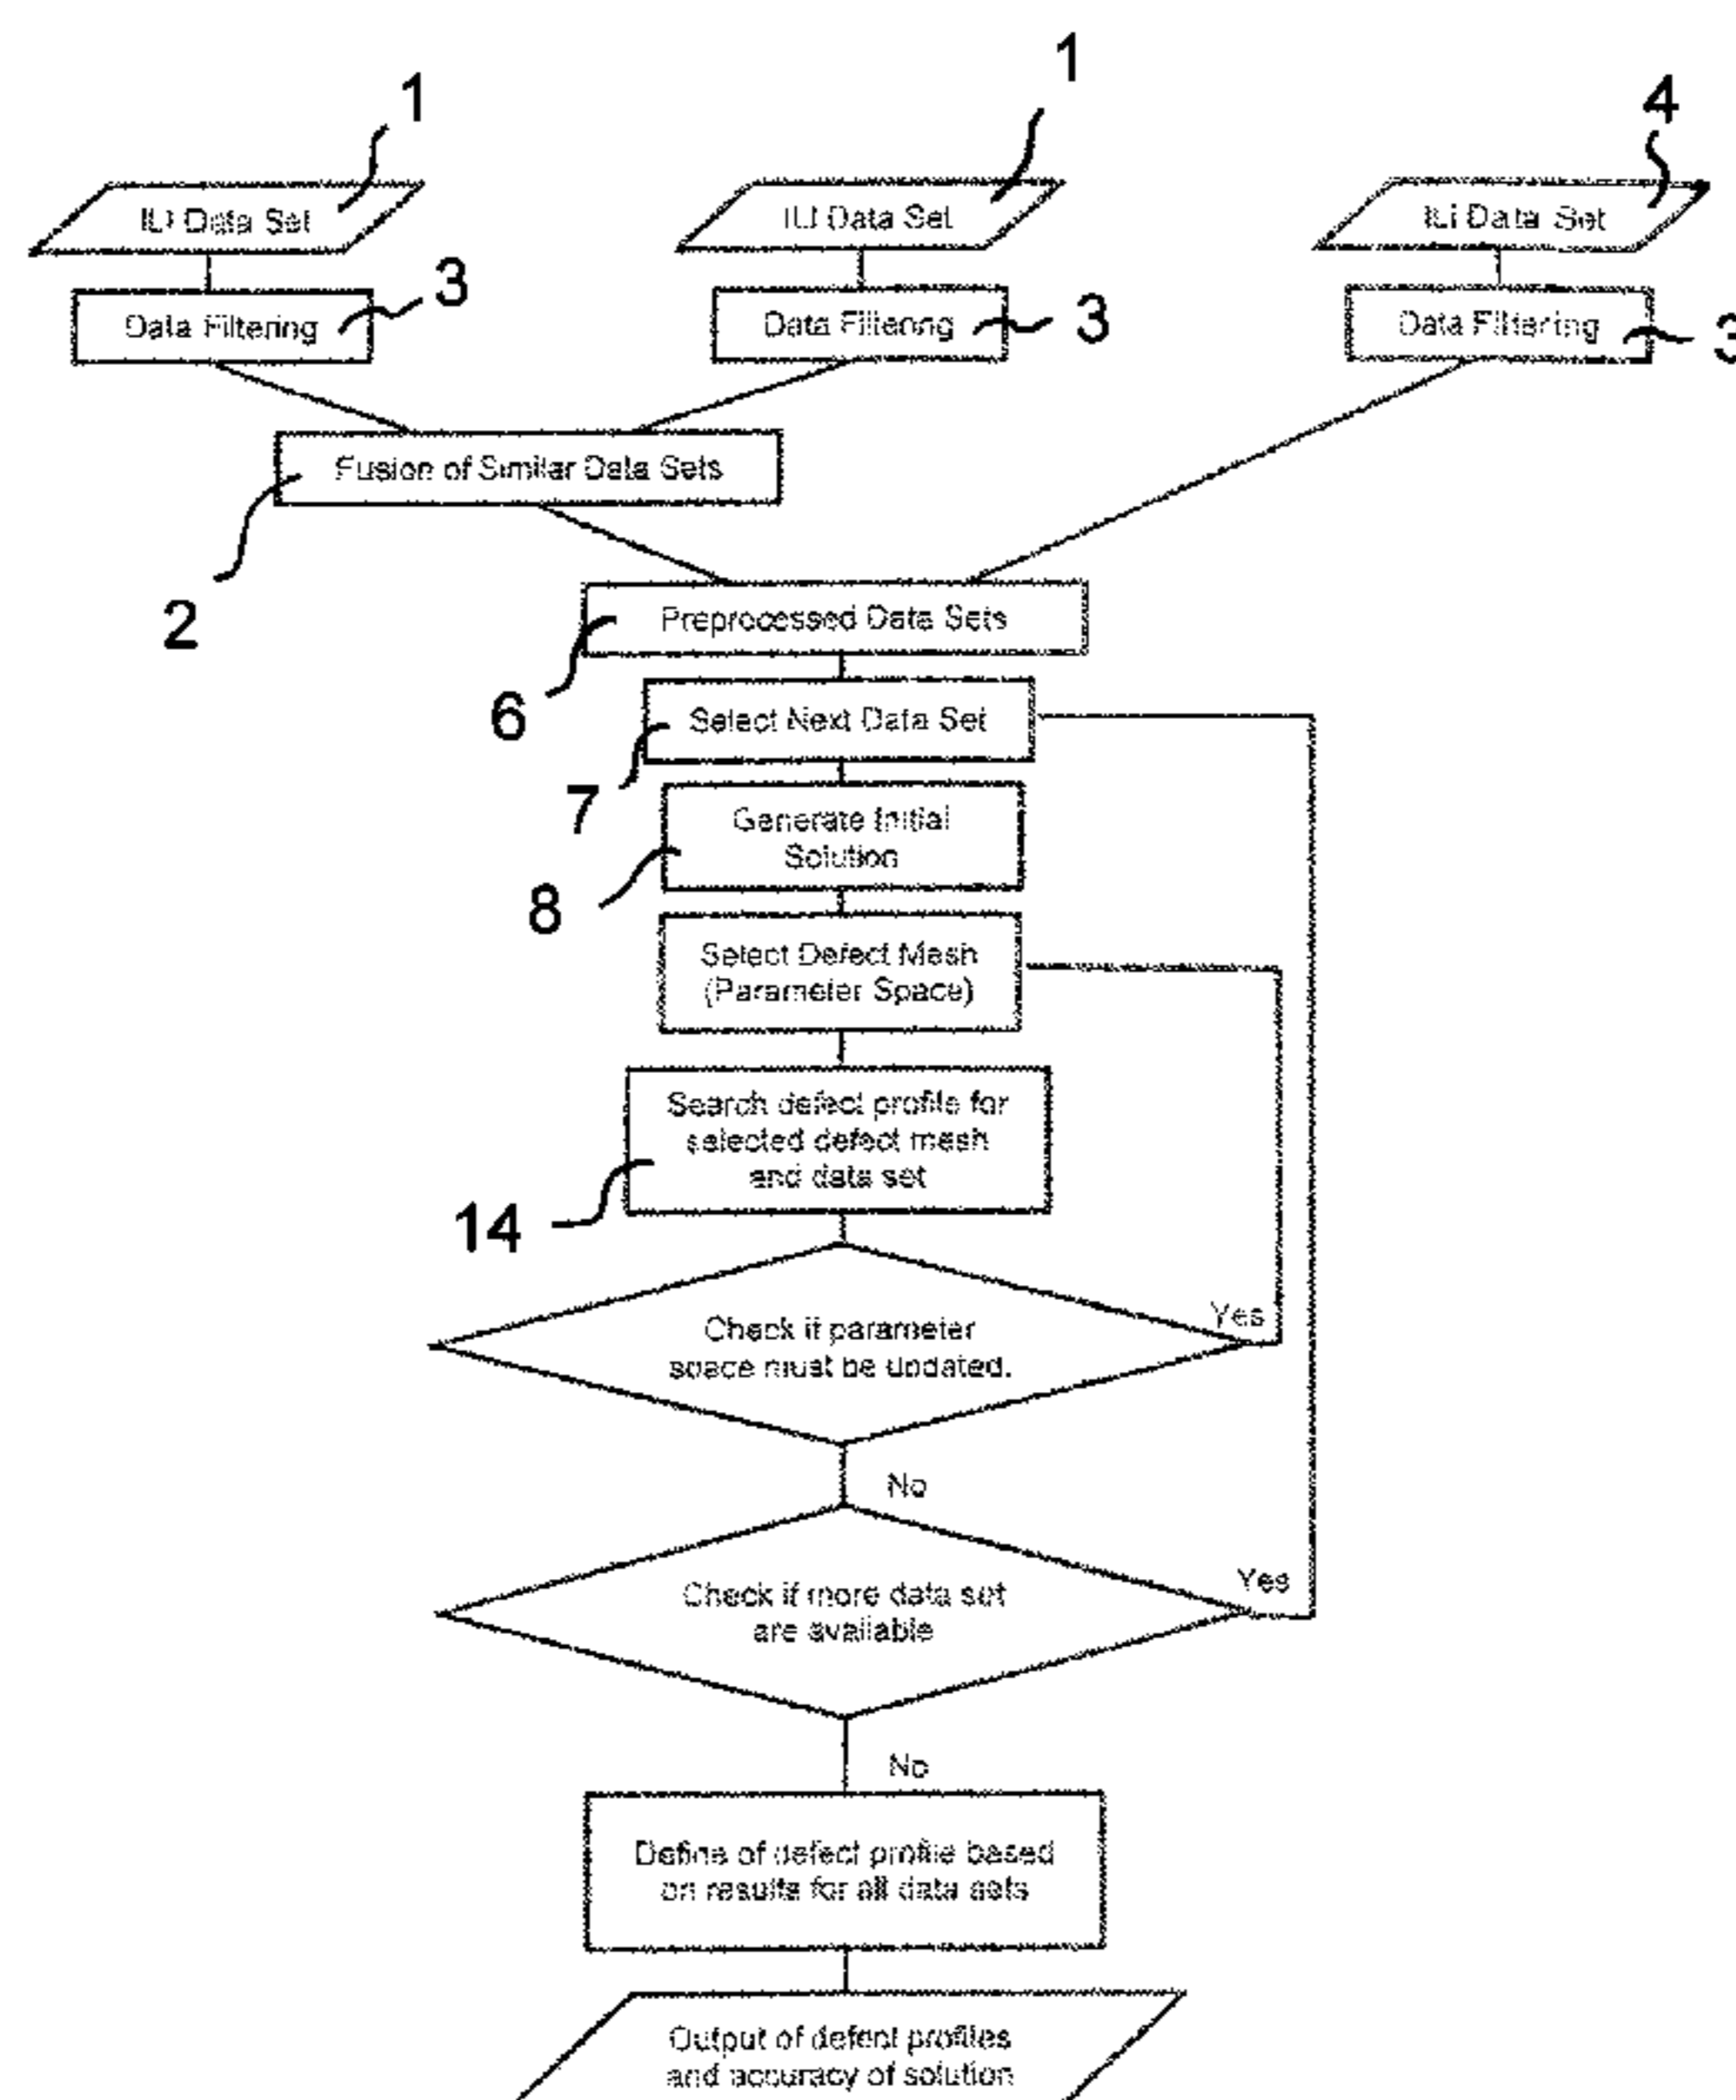 1
1
4
ILI Data Set
ILI Data Set
ILI Data Set
3
3
3
Data Filtering
Data Filtering
Data Filtering
Fusion of Similar Data Sets
2
Preprocessed Data Sets
6
Select Next Data Set
7
Generate Initial
Solution
8
Select Defect Mesh
(Parameter Space)
Search defect profile for
selected defect mesh
and data set
14
Yes
Check if parameter
space must be updated.
No
Yes
Check if more data set
are available
No
Define of defect profile based
on results for all data sets
Output of defect profiles
and accuracy of solution